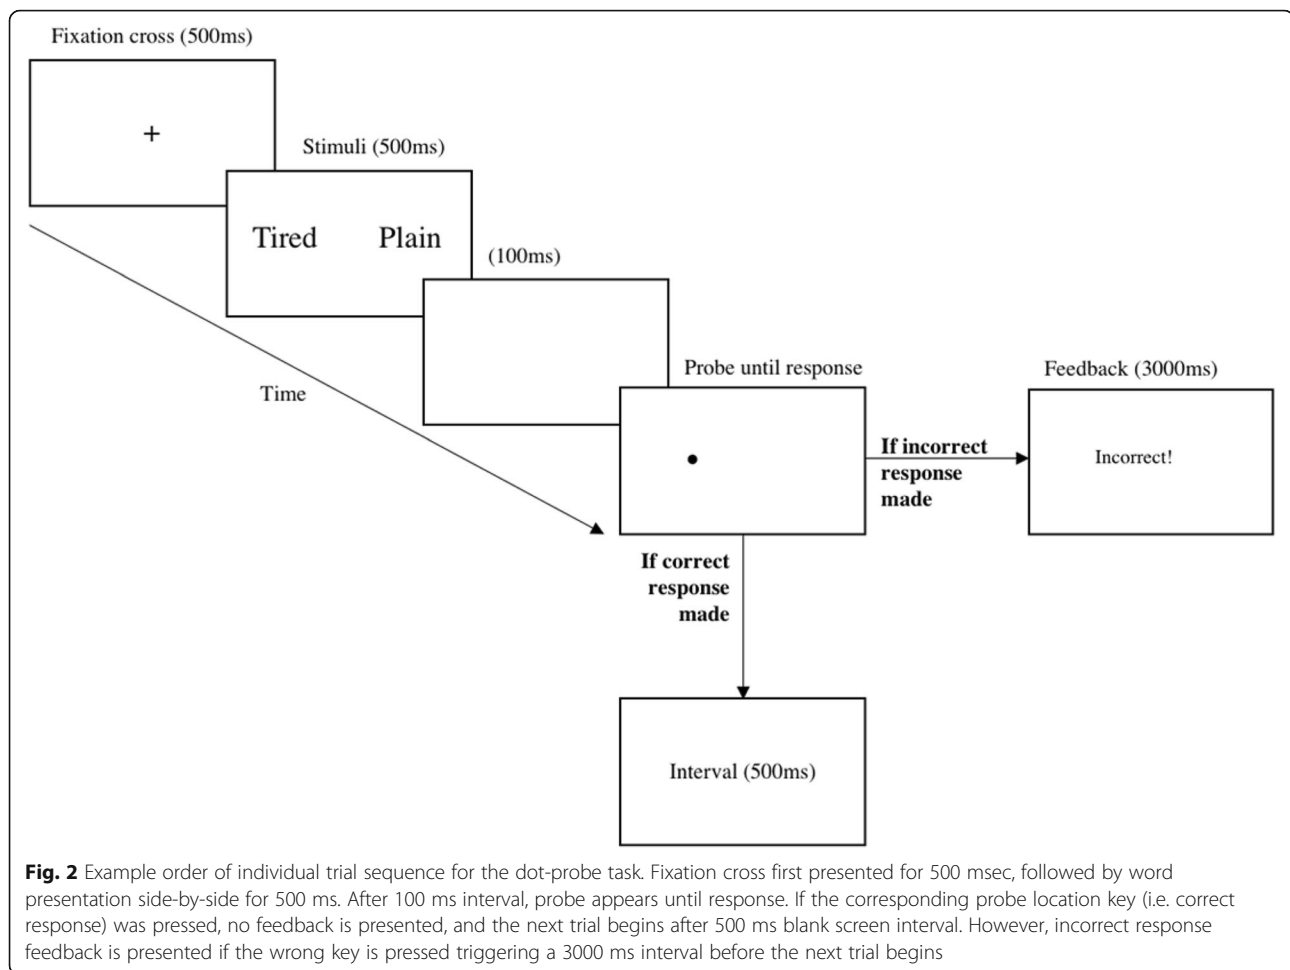 Fixation cross (500ms)
+
Stimuli (500ms)
Tired Plain
(100ms)
Time
Probe until response
If incorrect
response
made
Feedback (3000ms)
Incorrect!
If correct
response
made
Interval (500ms)
Fig. 2 Example order of individual trial sequence for the dot-probe task. Fixation cross first presented for 500 msec, followed by word
presentation side-by-side for 500 ms. After 100 ms interval, probe appears until response. If the corresponding probe location key (i.e. correct
response) was pressed, no feedback is presented, and the next trial begins after 500 ms blank screen interval. However, incorrect response
feedback is presented if the wrong key is pressed triggering a 3000 ms interval before the next trial begins